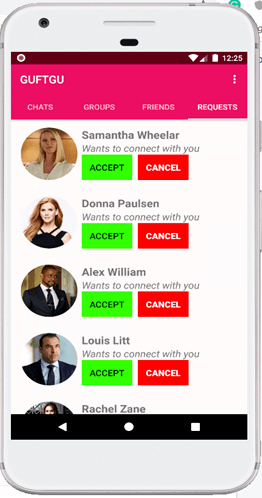 12:25
GUFTGU
CHATS GROUPS FRIENDS REQUESTS
Samantha Wheelar
Wants to connect with you
ACCEPT CANCEL
Donna Paulsen
Wants to connect with you
ACCEPT CANCEL
Alex William
Wants to connect with you
ACCEPT CANCEL
Louis Litt
Wants to connect with you
ACCEPT CANCEL
Rachel Zane